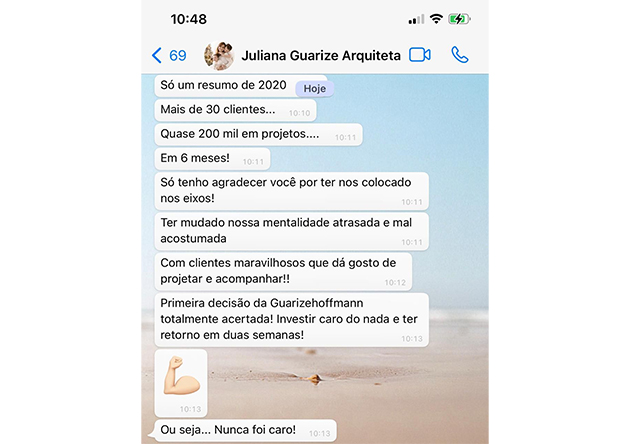 10:48
69
Juliana Guarize Arquiteta
Só um resumo de 2020
Hoje
Mais de 30 clientes...
10:10
Quase 200 mil em projetos....
10:11
Em 6 meses!
10:11
Só tenho agradecer você por ter nos colocado
nos eixos!
10:11
Ter mudado nossa mentalidade atrasada e mal
acostumada
10:11
Com clientes maravilhosos que dá gosto de
projetar e acompanhar!!
10:12
Primeira decisão da Guarizehoffmann
totalmente acertada! Investir caro do nada e ter
retorno em duas semanas!
10:13
10:13
Ou seja... Nunca foi caro!
10:13